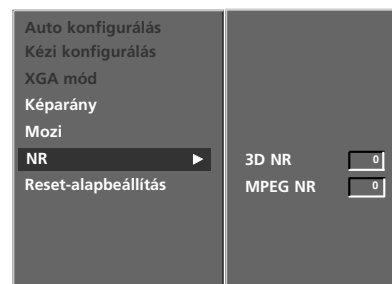 Auto konfigurálás
Kézi konfigurálás
XGA mód
Képarány
Mozi
NR
Reset-alapbeállítás
3D NR 0
MPEG NR 0